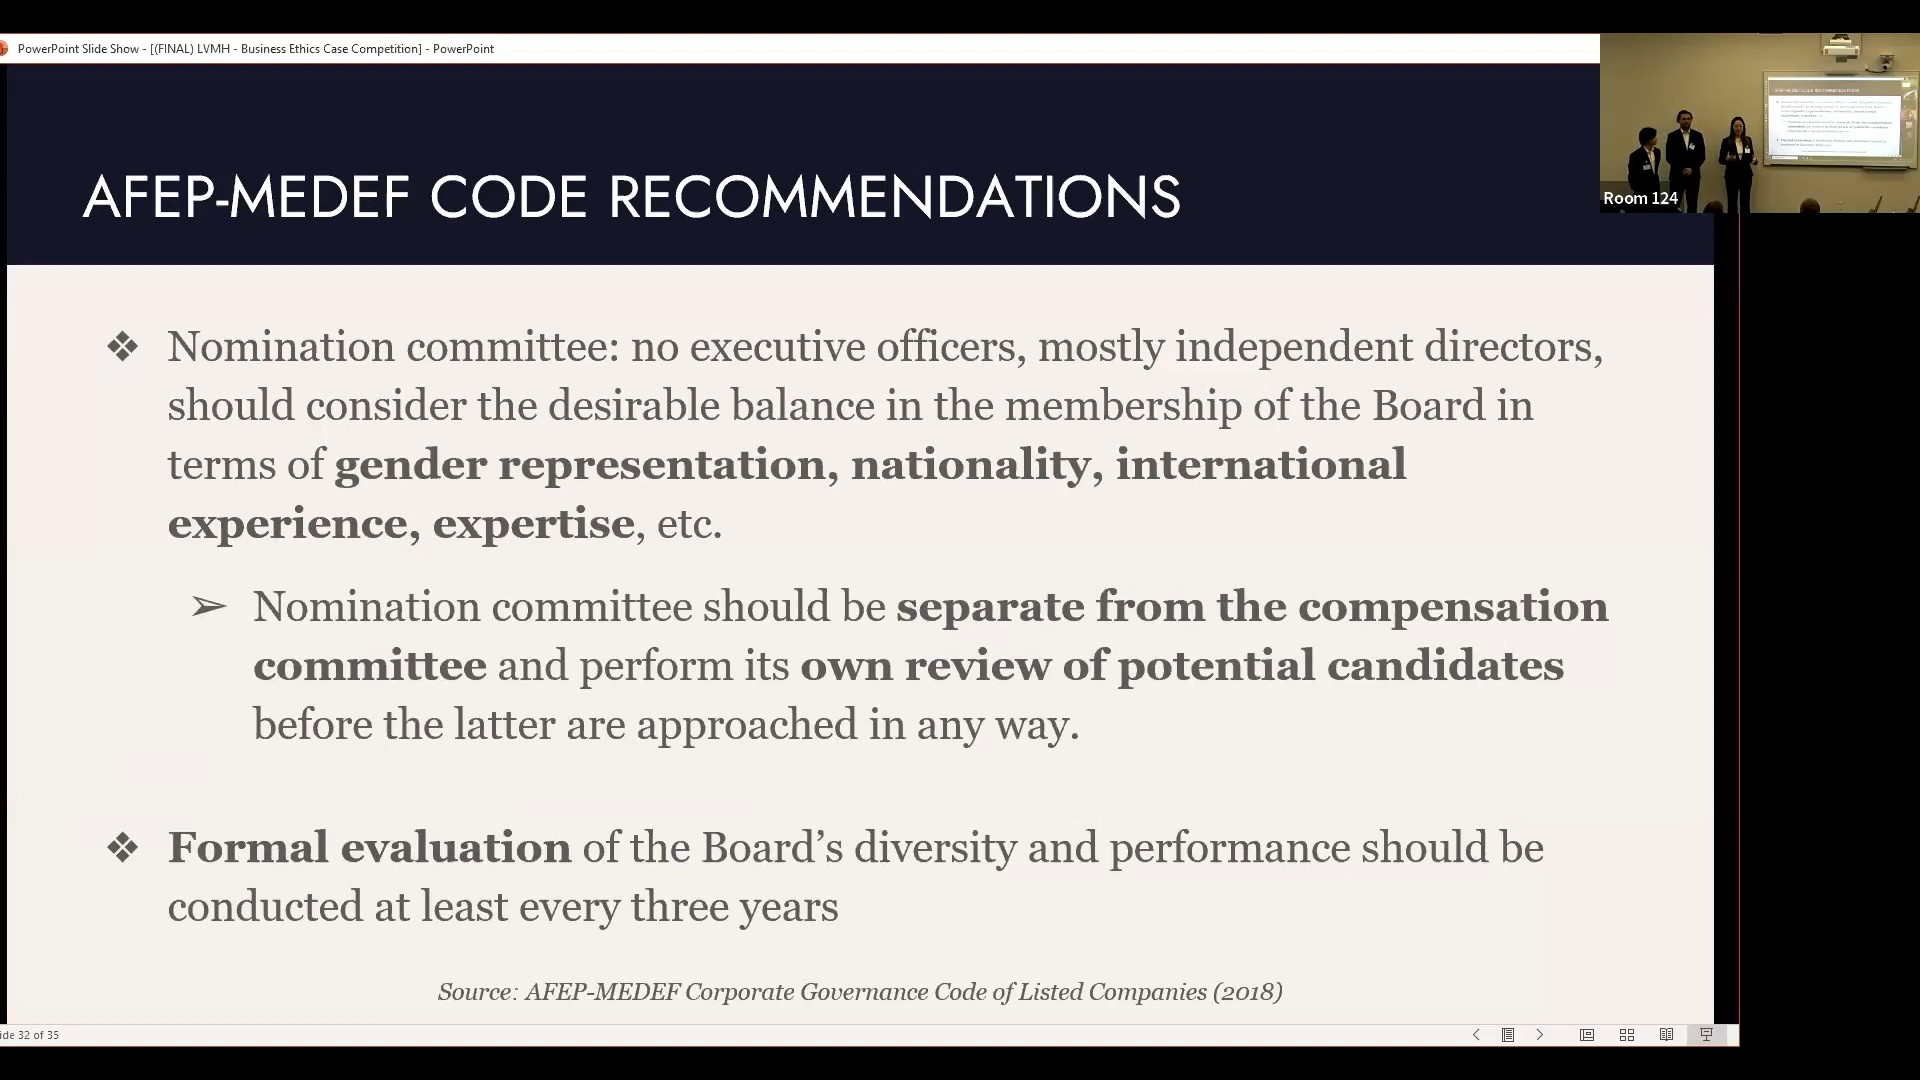 PowerPoint Slide Show - [(FINAL) LVMH - Business Ethics Case Competition] - PowerPoint
AFEP-MEDEF CODE RECOMMENDATIONS
Room 124
❖ Nomination committee: no executive officers, mostly independent directors,
should consider the desirable balance in the membership of the Board in
terms of gender representation, nationality, international
experience, expertise, etc.
➢ Nomination committee should be separate from the compensation
committee and perform its own review of potential candidates
before the latter are approached in any way.
❖ Formal evaluation of the Board’s diversity and performance should be
conducted at least every three years
Source: AFEP-MEDEF Corporate Governance Code of Listed Companies (2018)
ide 32 of 35